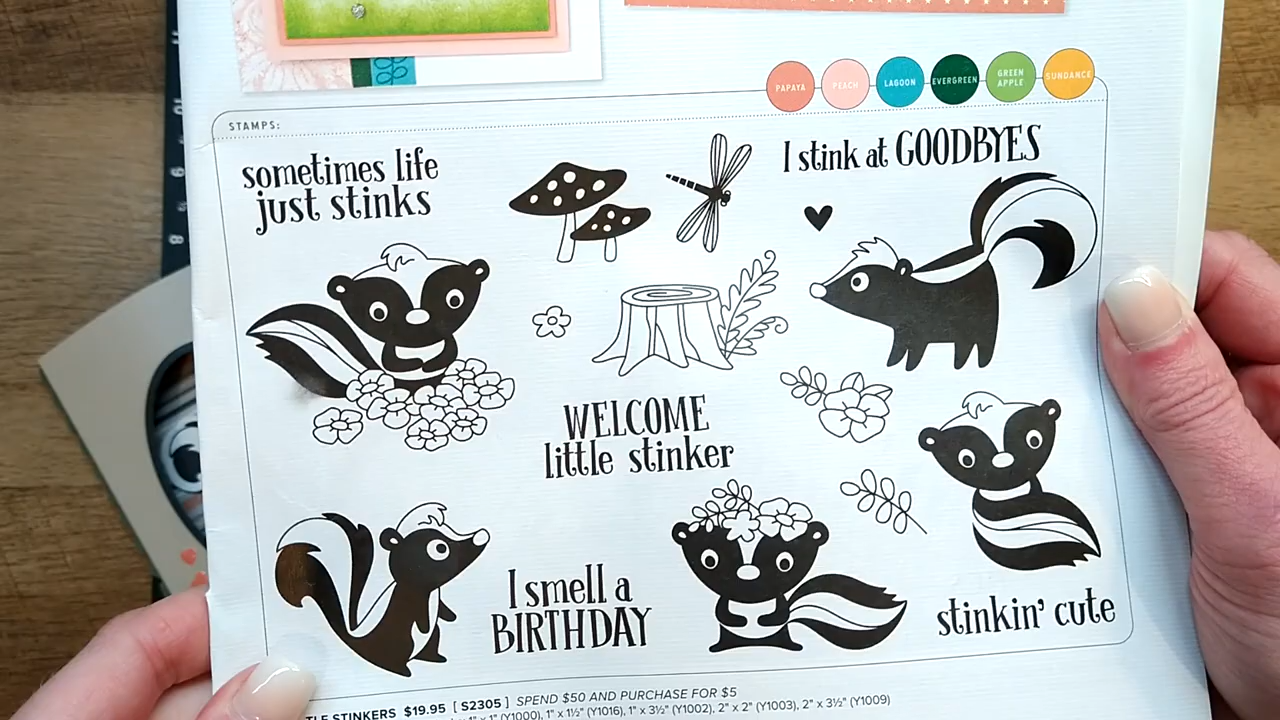 PAPAYA
PEACH
LAGOON
EVERGREEN
GREEN
APPLE
SUNDANCE
STAMPS:
sometimes life
just stinks
I stink at GOODBYES
WELCOME
little stinker
I smell a
BIRTHDAY
stinkin' cute
STINKERS $19.95 [ S2305 ] SPEND $50 AND PURCHASE FOR $5
1" (Y1000), 1" x 1½" (Y1016), 1" x 3½" (Y1002), 2" x 2" (Y1003), 2" x 3½" (Y1009)
8